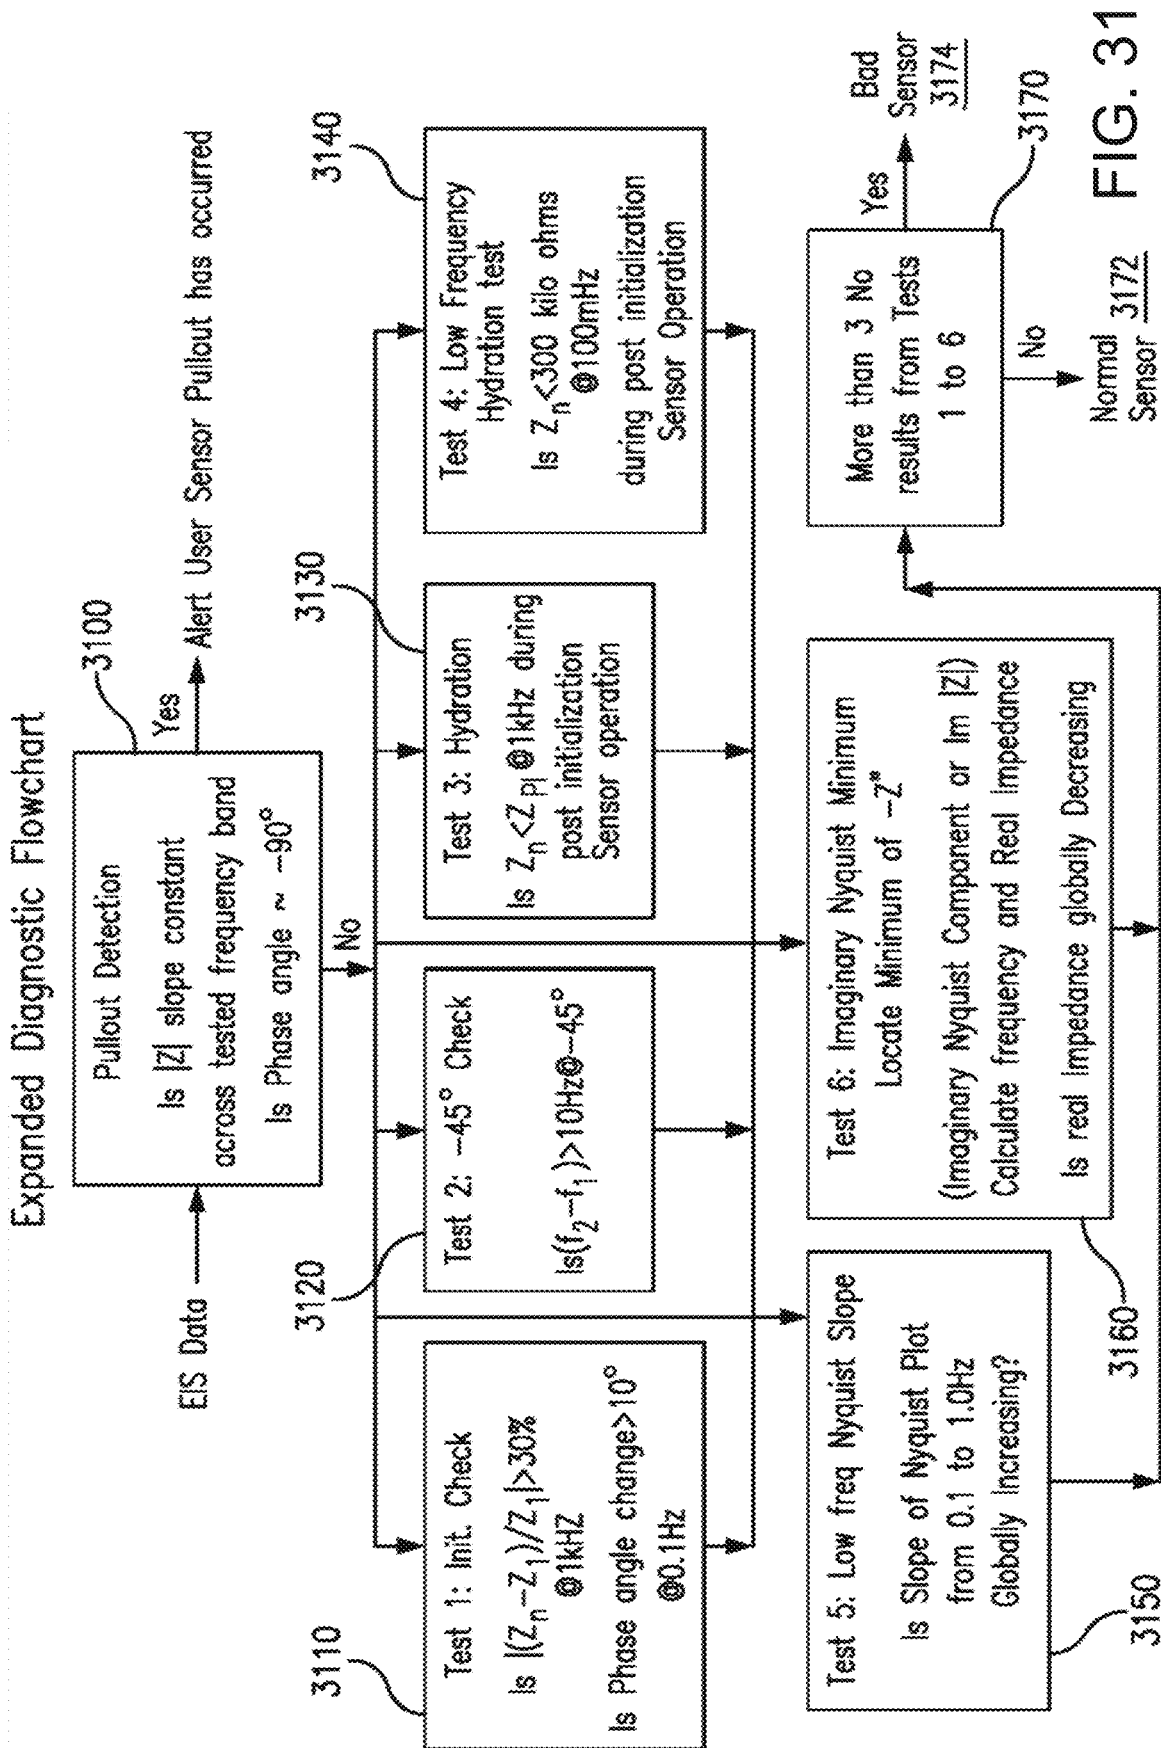 Expanded Diagnostic Flowchart
EIS Data
Pullout Detection
Is |Z| slope constant
across tested frequency band
Is Phase angle ~ −90°
3100
Yes
Alert User Sensor Pullout has occurred
No
3110
Test 1: Init. Check
Is |(Zn−Z1)/Z1|>30%
@1kHZ
Is Phase angle change>10°
@0.1Hz
3120
Test 2: −45° Check
Is(f2−f1)>10Hz@−45°
3130
Test 3: Hydration
Is Zn<ZPI@1kHz during
post initialization
Sensor operation
3140
Test 4: Low Frequency
Hydration test
Is Zn<300 kilo ohms
@100mHz
during post initialization
Sensor Operation
Test 5: Low freq Nyquist Slope
Is Slope of Nyquist Plot
from 0.1 to 1.0Hz
Globally Increasing?
3150
Test 6: Imaginary Nyquist Minimum
Locate Minimum of −Z"
(Imaginary Nyquist Component or Im |Z|)
Calculate frequency and Real Impedance
Is real Impedance globally Decreasing
3160
More than 3 No
results from Tests
1 to 6
3170
Yes
Bad
Sensor
3174
No
Normal
Sensor
3172
FIG. 31